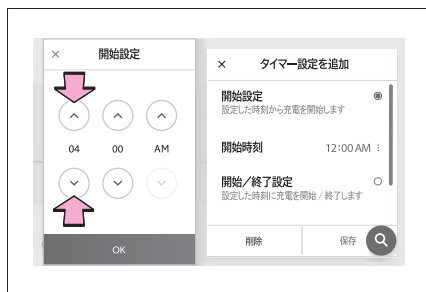 × 開始設定
04 00 AM
OK
× タイマー設定を追加
開始設定
設定した時刻から充電を開始します
開始時刻 12:00 AM
開始／終了設定
設定した時刻に充電を開始 / 終了します
削除 保存